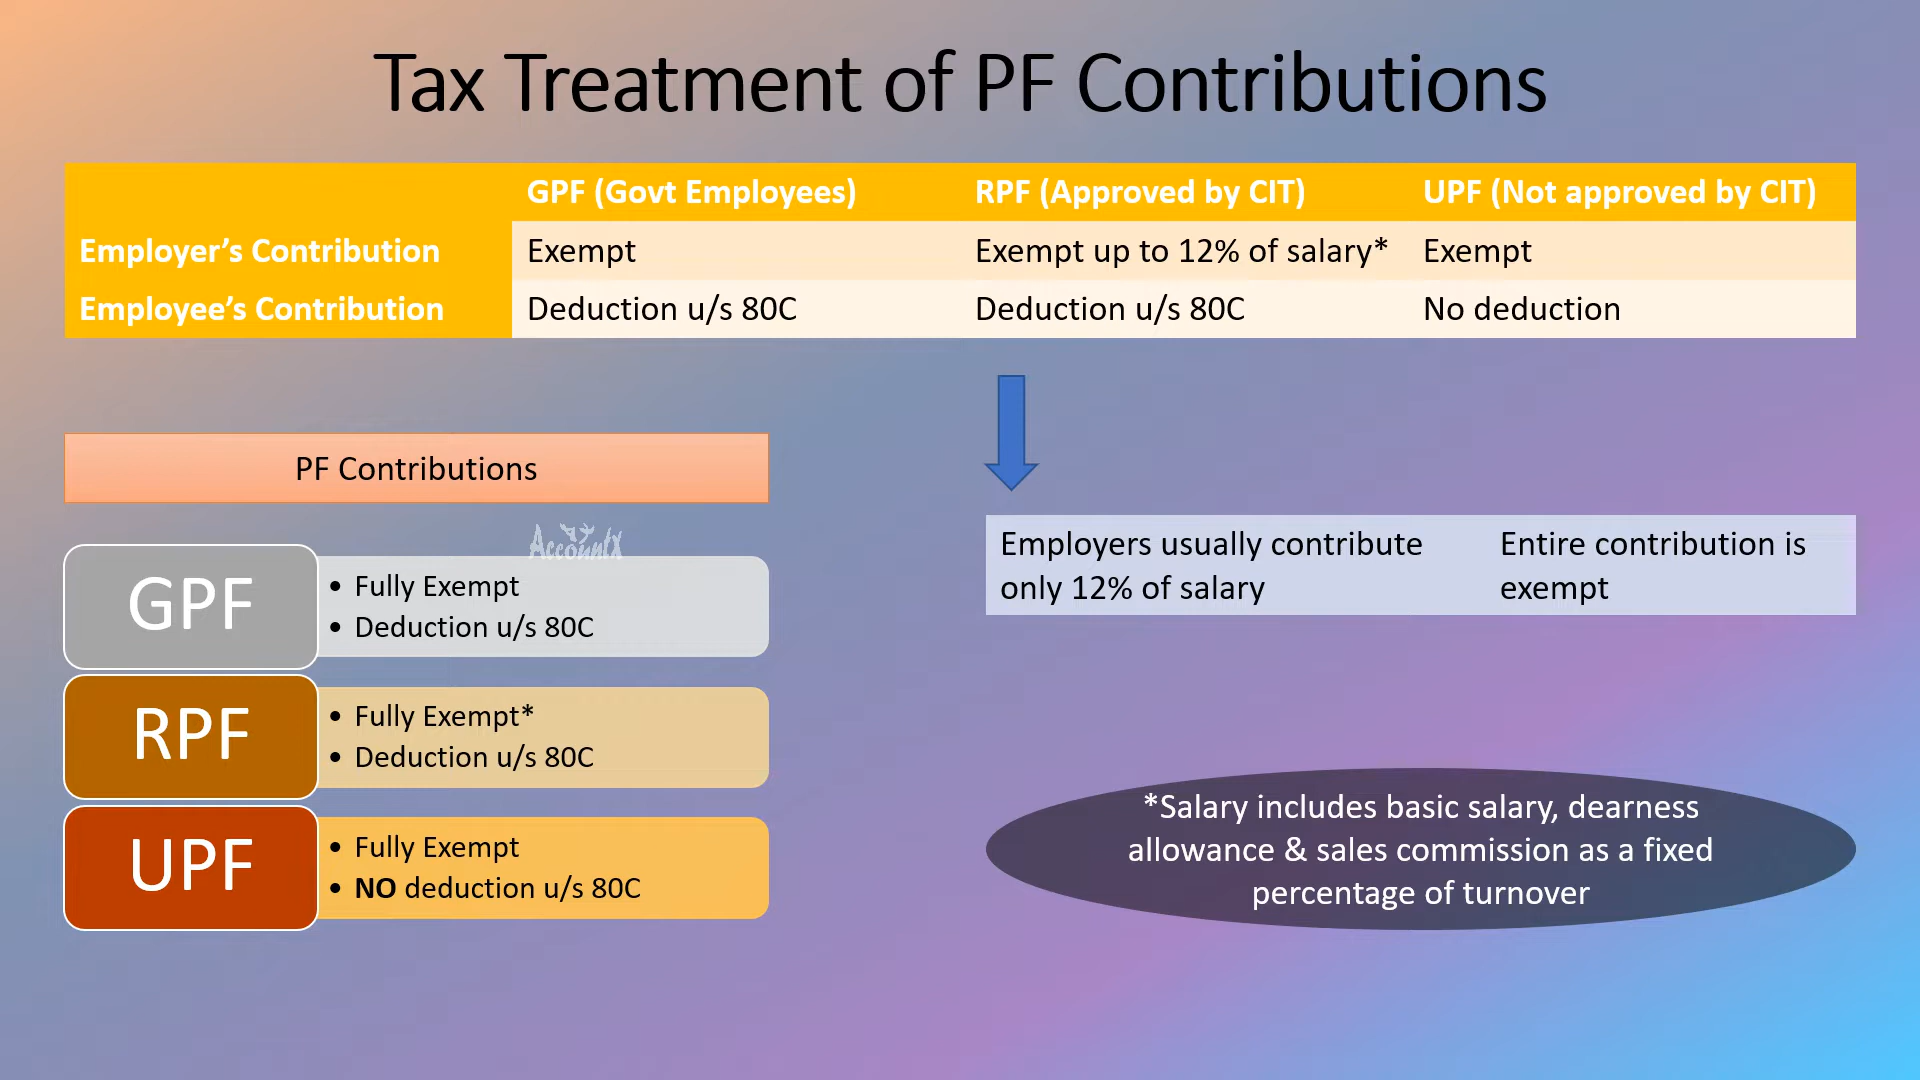 Tax Treatment of PF Contributions
GPF (Govt Employees) RPF (Approved by CIT) UPF (Not approved by CIT)
Employer’s Contribution Exempt Exempt up to 12% of salary* Exempt
Employee’s Contribution Deduction u/s 80C Deduction u/s 80C No deduction
PF Contributions
Accountx
GPF
• Fully Exempt
• Deduction u/s 80C
RPF
• Fully Exempt*
• Deduction u/s 80C
UPF
• Fully Exempt
• NO deduction u/s 80C
Employers usually contribute
only 12% of salary
Entire contribution is
exempt
*Salary includes basic salary, dearness
allowance & sales commission as a fixed
percentage of turnover